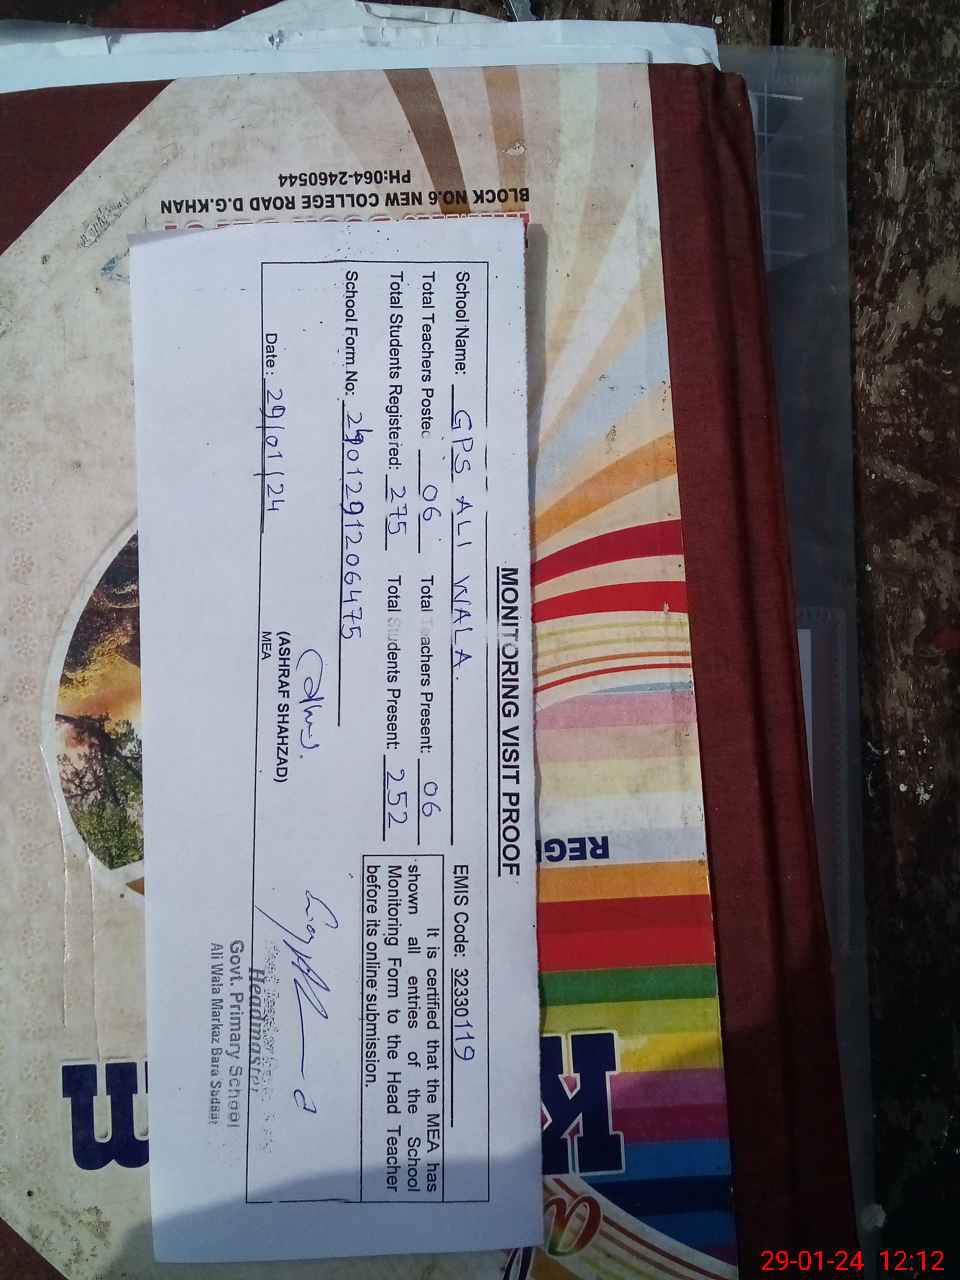 BLOCK NO.6 NEW COLLEGE ROAD D.G.KHAN
PH:064-2460544
MONITORING VISIT PROOF
School Name: GPS ALI WALA. EMIS Code: 32330119
Total Teachers Posted 06 Total Teachers Present: 06
Total Students Registered: 275 Total Students Present: 252
It is certified that the MEA has
shown all entries of the School
Monitoring Form to the Head Teacher
before its online submission.
School Form No: 2901291206475
Date: 29/01/24
(ASHRAF SHAHZAD)
MEA
Headmaster
Govt. Primary School
Ali Wala Markaz Bara Sadaat
REG
K
29-01-24 12:12